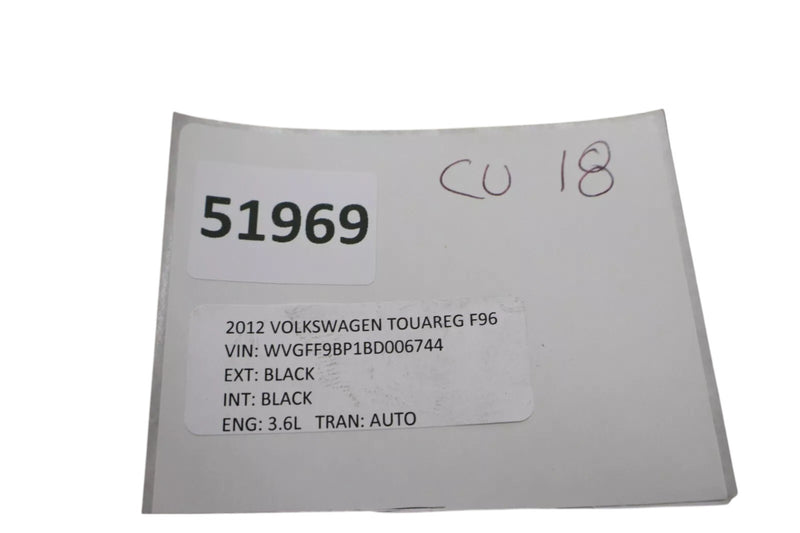 CU 18
51969
2012 VOLKSWAGEN TOUAREG F96
VIN: WVGFF9BP1BD006744
EXT: BLACK
INT: BLACK
ENG: 3.6L TRAN: AUTO